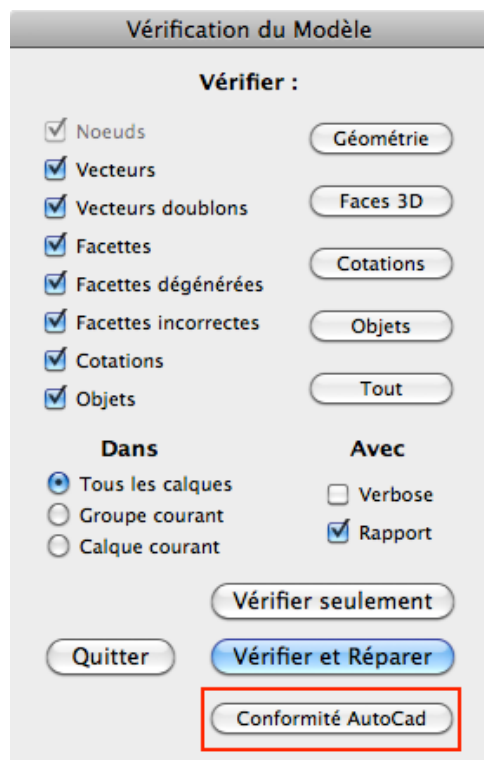 Vérification du Modèle
Vérifier :
Noeuds
Vecteurs
Vecteurs doublons
Facettes
Facettes dégénérées
Facettes incorrectes
Cotations
Objets
Géométrie
Faces 3D
Cotations
Objets
Tout
Dans
Tous les calques
Groupe courant
Calque courant
Avec
Verbose
Rapport
Vérifier seulement
Quitter
Vérifier et Réparer
Conformité AutoCad